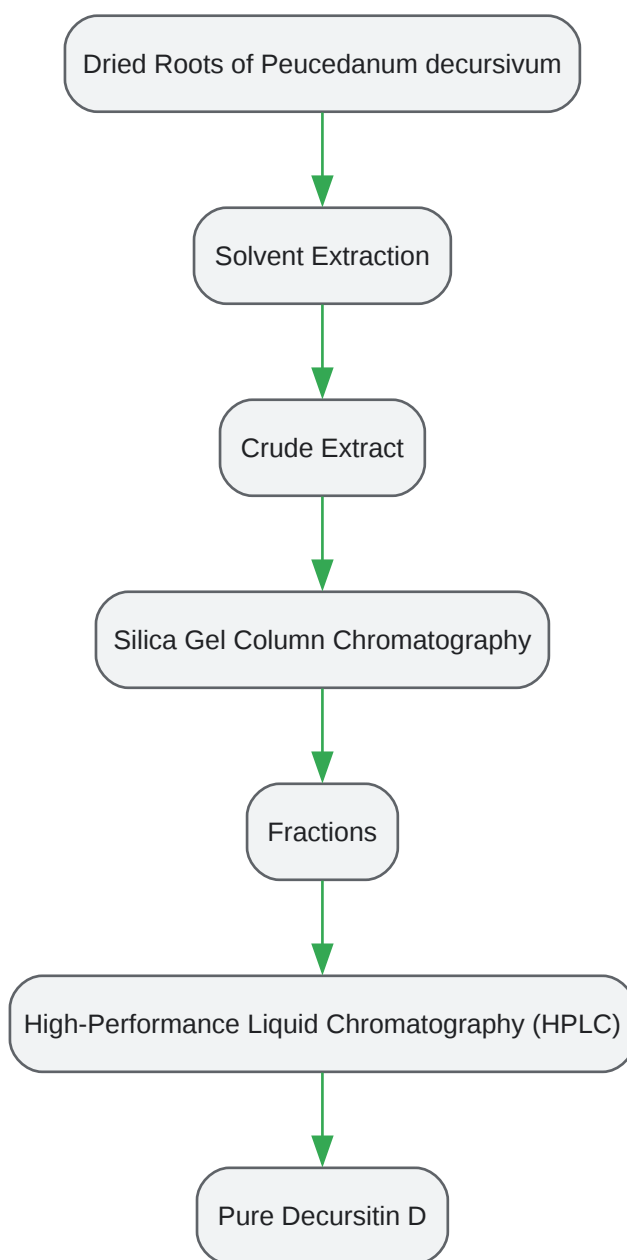 Dried Roots of Peucedanum decursivum
Solvent Extraction
Crude Extract
Silica Gel Column Chromatography
Fractions
High-Performance Liquid Chromatography (HPLC)
Pure Decursitin D